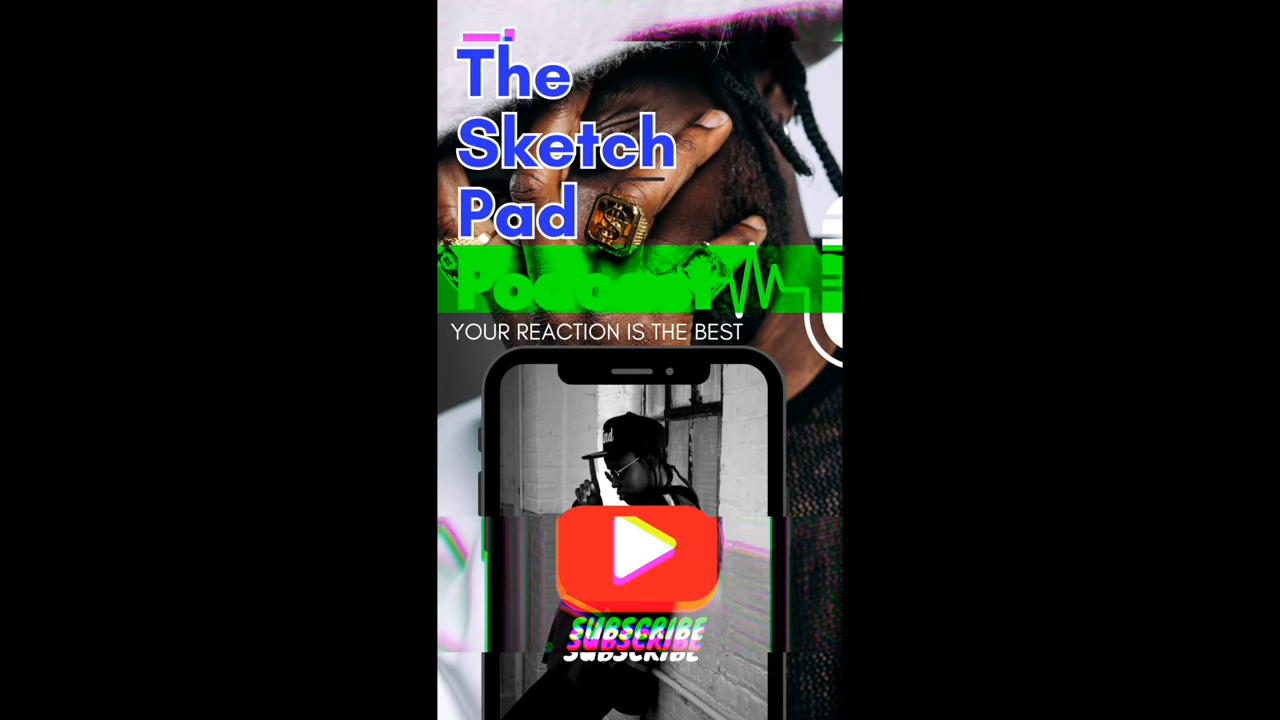 The
Sketch
Pad
Podcast
YOUR REACTION IS THE BEST
SUBSCRIBE